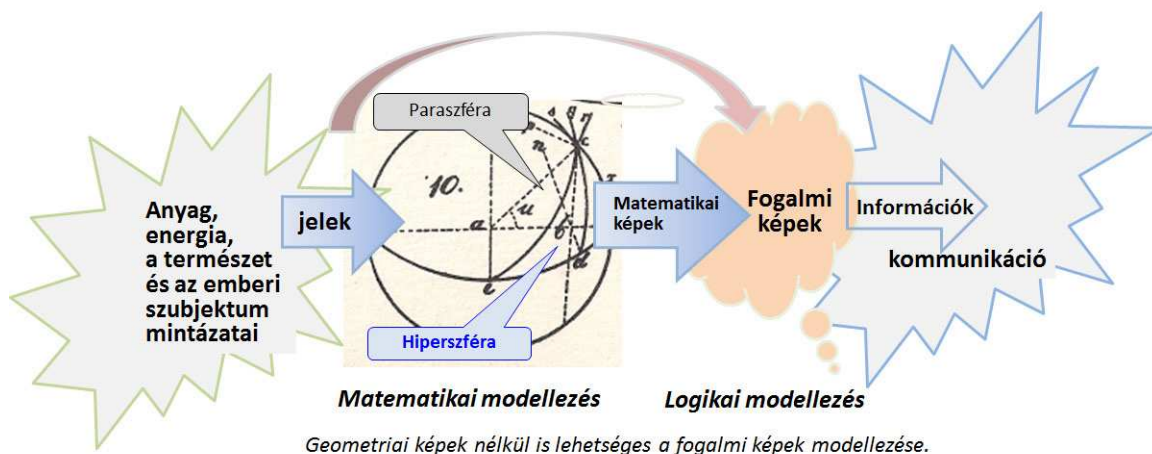 Anyag,
energia,
a természet
és az emberi
szubjektum
mintázatai
jelek
Paraszféra
10.
p
s
q
r
c
n
a
u
b
d
e
Hiperszféra
Matematikai
képek
Fogalmi
képek
Információk
kommunikáció
Matematikai modellezés
Logikai modellezés
Geometriai képek nélkül is lehetséges a fogalmi képek modellezése.